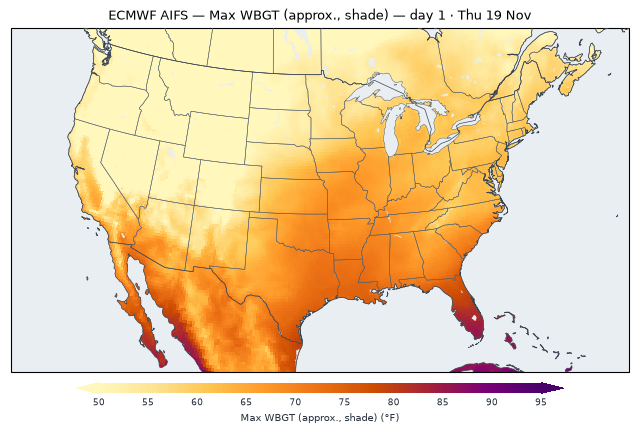 ECMWF AIFS — Max WBGT (approx., shade) — day 1 · Thu 19 Nov
50 55 60 65 70 75 80 85 90 95
Max WBGT (approx., shade) (°F)